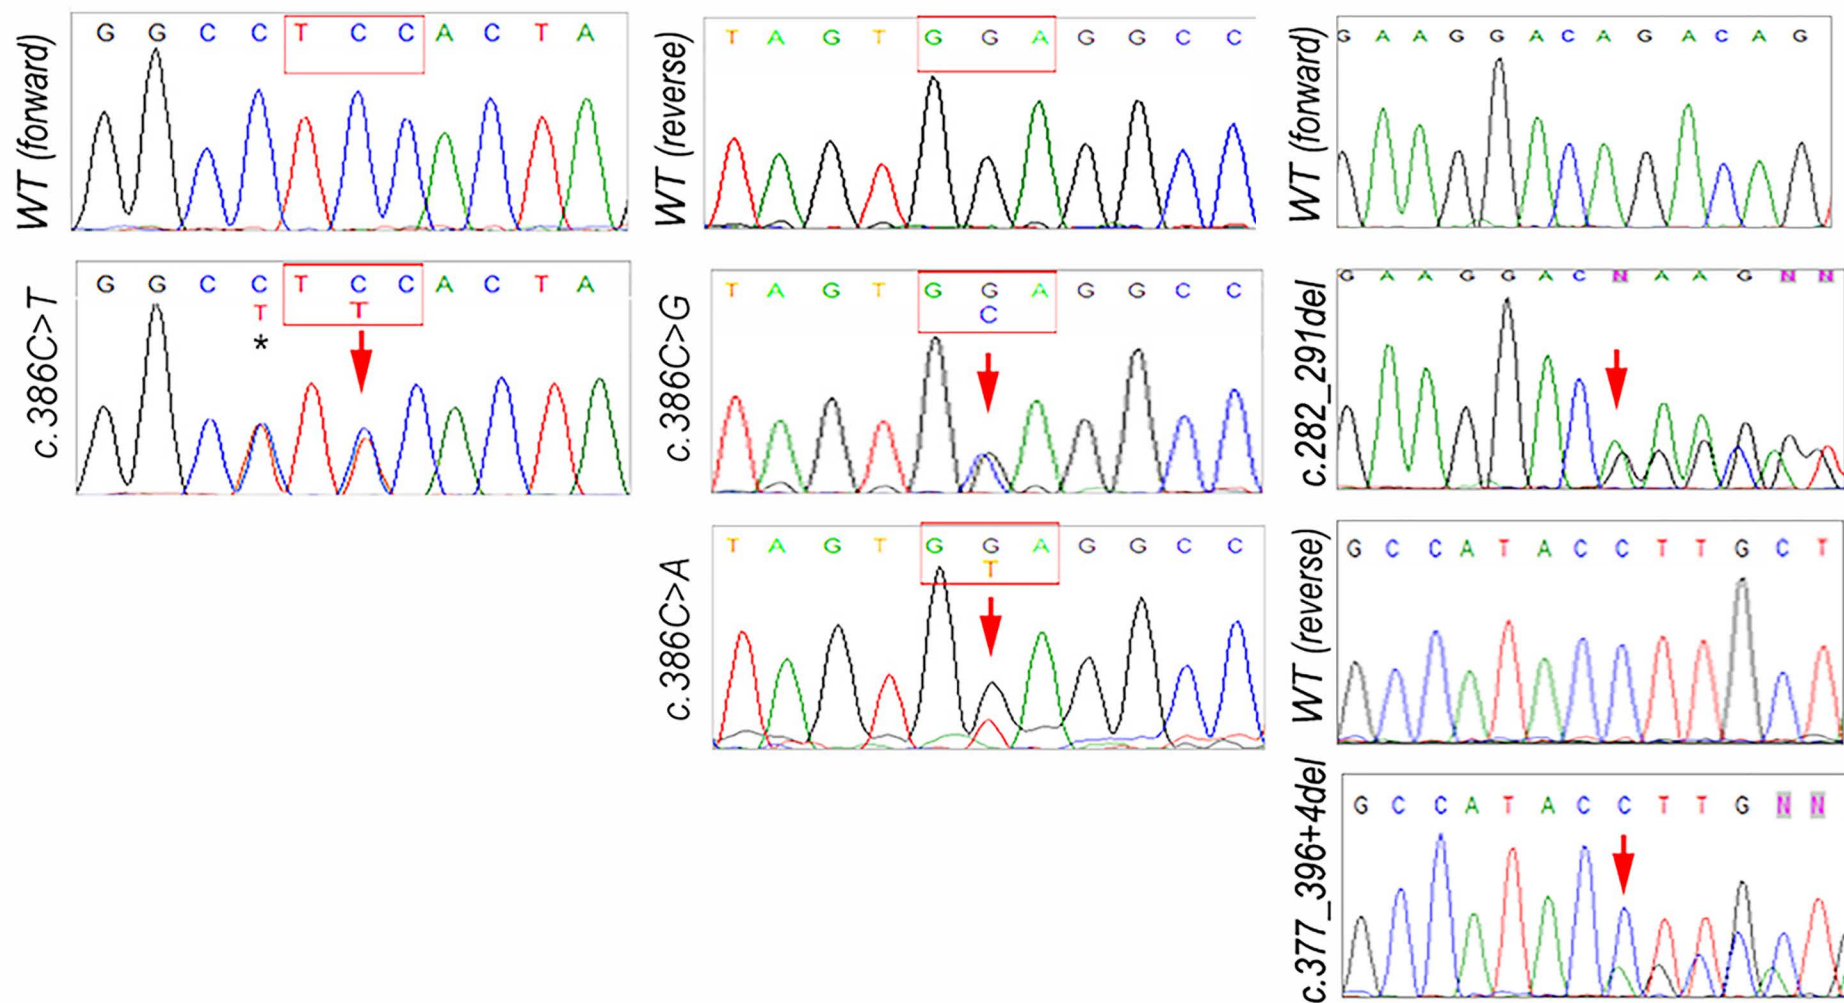 WT (forward)
G G C C T C C A C T A
c.386C>T
G G C C T C C A C T A
T T
*
WT (reverse)
T A G T G G A G G C C
c.386C>G
T A G T G G A G G C C
C
c.386C>A
T A G T G G A G G C C
T
WT (forward)
G A A G G A C A G A C A G
c.282_291del
G A A G G A C N A A G N N
WT (reverse)
G C C A T A C C T T G C T
c.377_396+4del
G C C A T A C C T T G N N